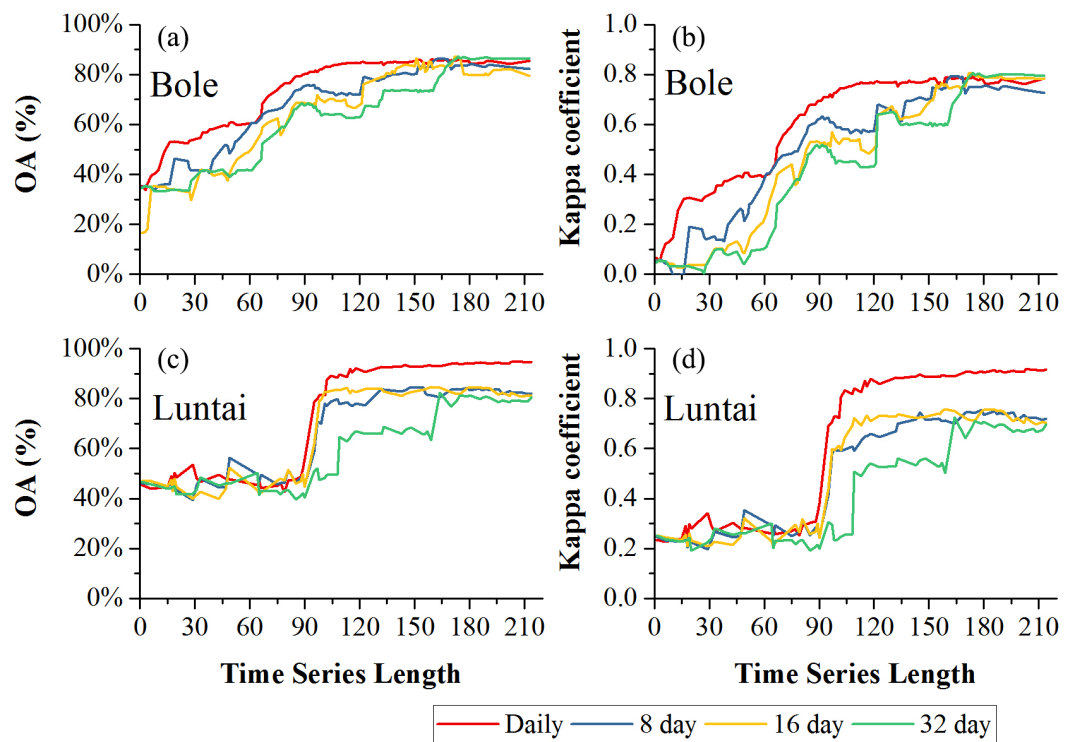 (a)
Bole
OA (%)
100%
80%
60%
40%
20%
0%
0 30 60 90 120 150 180 210
(b)
Bole
Kappa coefficient
1.0
0.8
0.6
0.4
0.2
0.0
0 30 60 90 120 150 180 210
(c)
Luntai
OA (%)
100%
80%
60%
40%
20%
0%
0 30 60 90 120 150 180 210
Time Series Length
(d)
Luntai
Kappa coefficient
1.0
0.8
0.6
0.4
0.2
0.0
0 30 60 90 120 150 180 210
Time Series Length
Daily 8 day 16 day 32 day